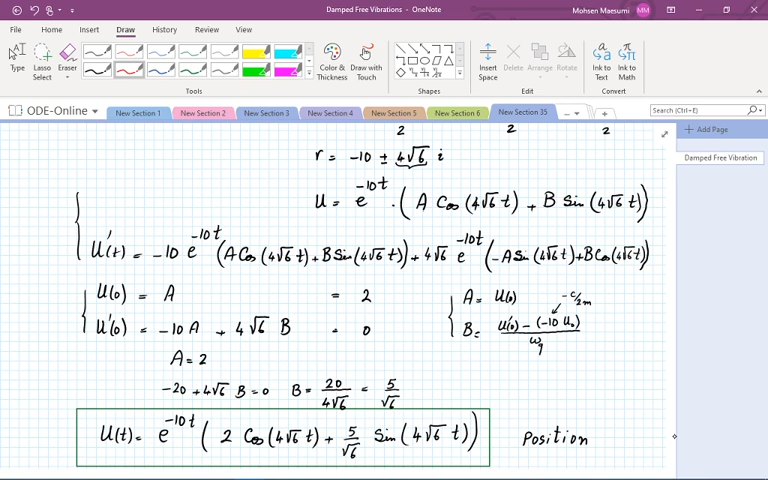 Damped Free Vibrations - OneNote
Mohsen Maesumi MM
File Home Insert Draw History Review View
Type Lasso Select Eraser Color & Thickness Draw with Touch Insert Space Delete Arrange Rotate Ink to Text Ink to Math
Tools Shapes Edit Convert
ODE-Online New Section 1 New Section 2 New Section 3 New Section 4 New Section 5 New Section 6 New Section 35 Search (Ctrl+E)
Add Page
Damped Free Vibration
2 2 2
r = -10 ± 4√6 i
u = e^{-10t} · (A Cos(4√6 t) + B Sin(4√6 t))
U'(t) = -10 e^{-10t} (A Cos(4√6 t) + B Sin(4√6 t)) + 4√6 e^{-10t} (-A Sin(4√6 t) + B Cos(4√6 t))
U(0) = A = 2
A = U(0) -c/2m
U'(0) = -10 A + 4√6 B = 0
B = (U'(0) - (-10 U₀))/ω_q
A = 2
-20 + 4√6 B = 0 B = 20/4√6 = 5/√6
U(t) = e^{-10t} (2 Cos(4√6 t) + 5/√6 Sin(4√6 t)) Position